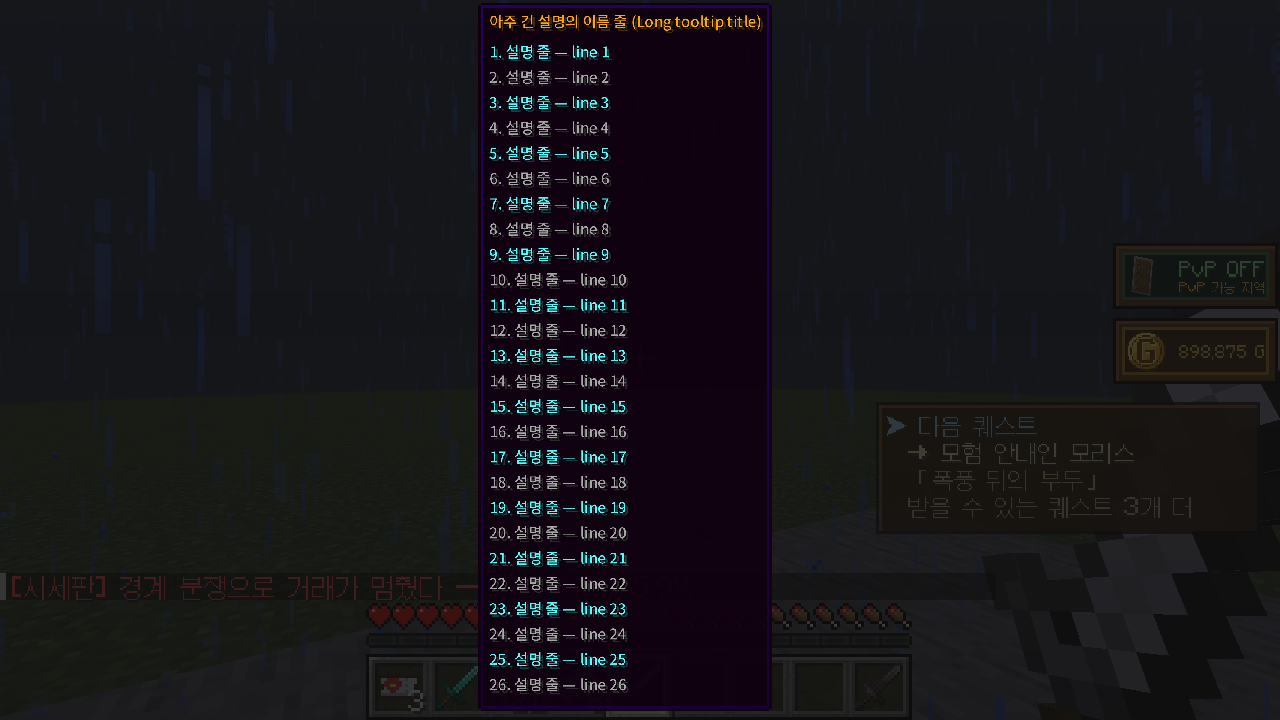 아주 긴 설명의 이름 줄 (Long tooltip title)
1. 설명 줄 — line 1
2. 설명 줄 — line 2
3. 설명 줄 — line 3
4. 설명 줄 — line 4
5. 설명 줄 — line 5
6. 설명 줄 — line 6
7. 설명 줄 — line 7
8. 설명 줄 — line 8
9. 설명 줄 — line 9
10. 설명 줄 — line 10
11. 설명 줄 — line 11
12. 설명 줄 — line 12
13. 설명 줄 — line 13
14. 설명 줄 — line 14
15. 설명 줄 — line 15
16. 설명 줄 — line 16
17. 설명 줄 — line 17
18. 설명 줄 — line 18
19. 설명 줄 — line 19
20. 설명 줄 — line 20
21. 설명 줄 — line 21
22. 설명 줄 — line 22
23. 설명 줄 — line 23
24. 설명 줄 — line 24
25. 설명 줄 — line 25
26. 설명 줄 — line 26
PvP OFF
PvP 가능 지역
898,875 G
➤ 다음 퀘스트
→ 모험 안내인 모리스
「폭풍 뒤의 부두」
받을 수 있는 퀘스트 3개 더
[시세판] 경계 분쟁으로 거래가 멈췄다 —
3